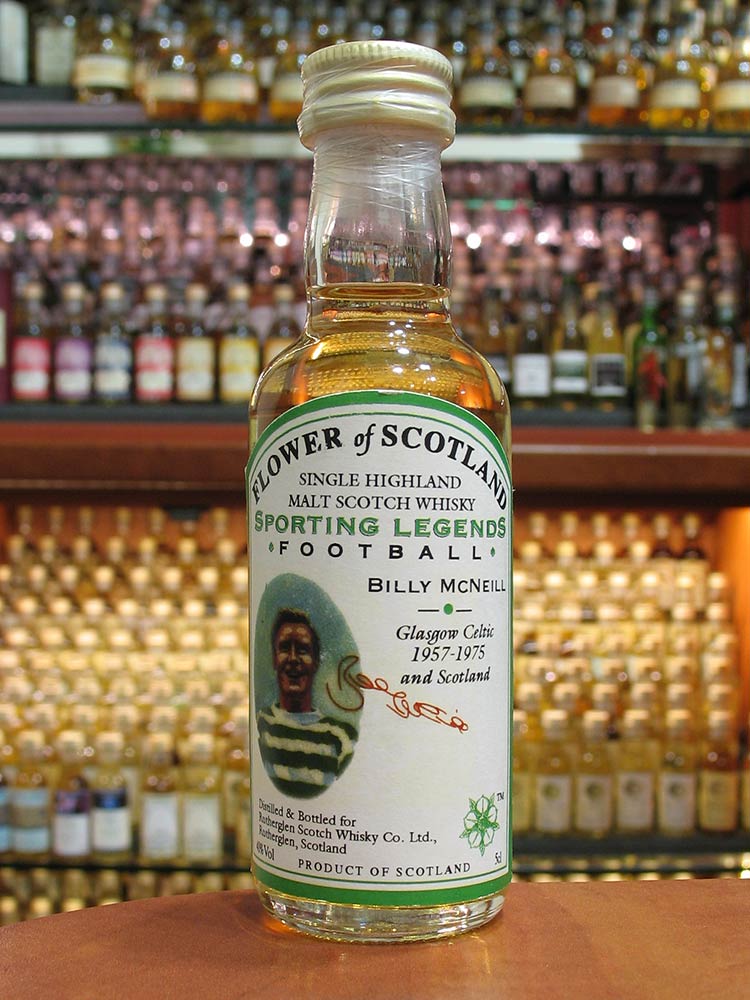 FLOWER of SCOTLAND
SINGLE HIGHLAND
MALT SCOTCH WHISKY
SPORTING LEGENDS
FOOTBALL
BILLY MCNEILL
Glasgow Celtic
1957-1975
and Scotland
Distilled & Bottled for
Rutherglen Scotch Whisky Co. Ltd.,
Rutherglen, Scotland
40%Vol
5cl
TM
PRODUCT OF SCOTLAND